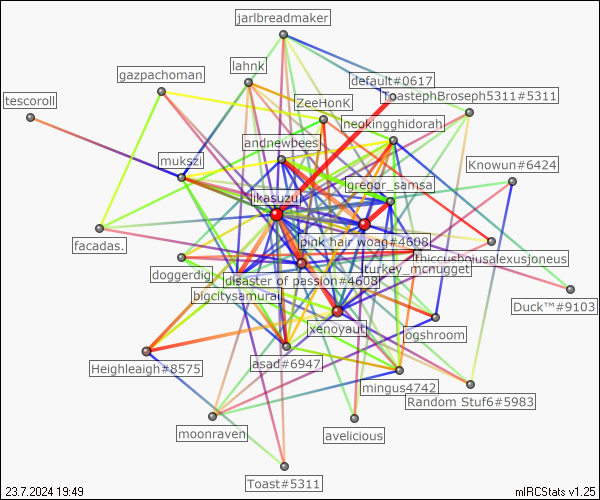 jarlbreadmaker
lahnk
gazpachoman
default#0617
tescoroll
ZeeHonK
ToastephBroseph5311#5311
neokingghidorah
andnewbees
mukszi
Knowun#6424
gregor_samsa
jikasuzu
pink hair woag#4608
facadas.
thiccusboiusalexusjoneus
doggerdig
turkey_mcnugget
disaster of passion#4608
bigcitysamurai
Duck™#9103
xenoyaut
ogshroom
Heighleaigh#8575
asad#6947
mingus4742
Random Stuf6#5983
moonraven
avelicious
Toast#5311
23.7.2024 19:49
mIRCStats v1.25